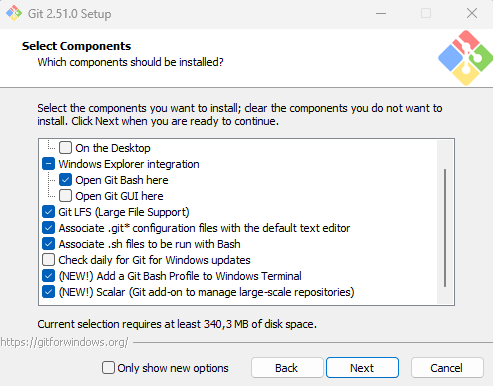 Git 2.51.0 Setup
Select Components
Which components should be installed?
Select the components you want to install; clear the components you do not want to
install. Click Next when you are ready to continue.
On the Desktop
Windows Explorer integration
Open Git Bash here
Open Git GUI here
Git LFS (Large File Support)
Associate .git* configuration files with the default text editor
Associate .sh files to be run with Bash
Check daily for Git for Windows updates
(NEW!) Add a Git Bash Profile to Windows Terminal
(NEW!) Scalar (Git add-on to manage large-scale repositories)
Current selection requires at least 340,3 MB of disk space.
https://gitforwindows.org/
Only show new options
Back
Next
Cancel